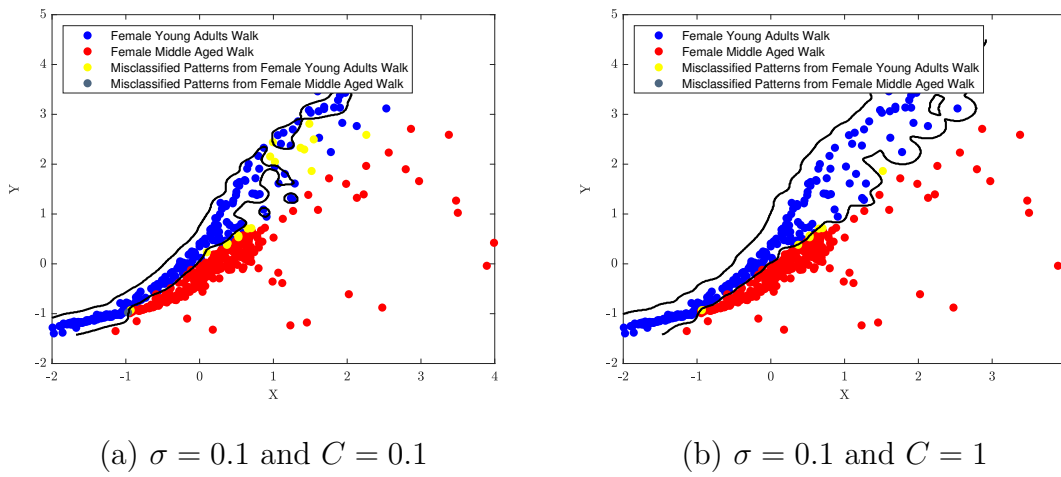 5
4
3
2
1
0
-1
-2
Y
-2 -1 0 1 2 3 4
X
Female Young Adults Walk
Female Middle Aged Walk
Misclassified Patterns from Female Young Adults Walk
Misclassified Patterns from Female Middle Aged Walk
(a) σ = 0.1 and C = 0.1
5
4
3
2
1
0
-1
-2
Y
-2 -1 0 1 2 3
X
Female Young Adults Walk
Female Middle Aged Walk
Misclassified Patterns from Female Young Adults Walk
Misclassified Patterns from Female Middle Aged Walk
(b) σ = 0.1 and C = 1